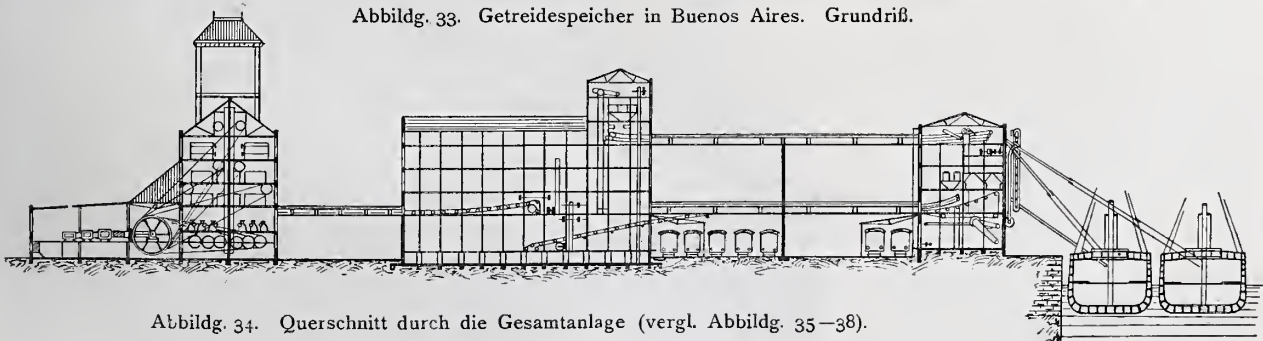 Abbildg. 33. Getreidespeicher in Buenos Aires. Grundriß.
Abbildg. 34. Querschnitt durch die Gesamtanlage (vergl. Abbildg. 35—38).